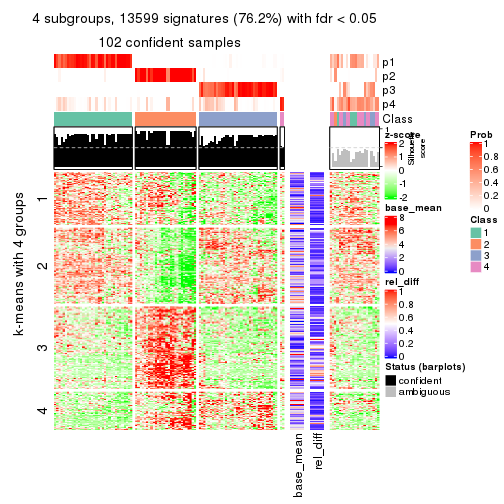 4 subgroups, 13599 signatures (76.2%) with fdr < 0.05
102 confident samples
p1
p2
p3
p4
Class
1
0
Silhouette
score
k-means with 4 groups
1
2
3
4
base_mean
rel_diff
z-score
2
1
0
-1
-2
base_mean
8
6
4
2
0
rel_diff
1
0.8
0.6
0.4
0.2
0
Status (barplots)
confident
ambiguous
Prob
1
0.8
0.6
0.4
0.2
0
Class
1
2
3
4